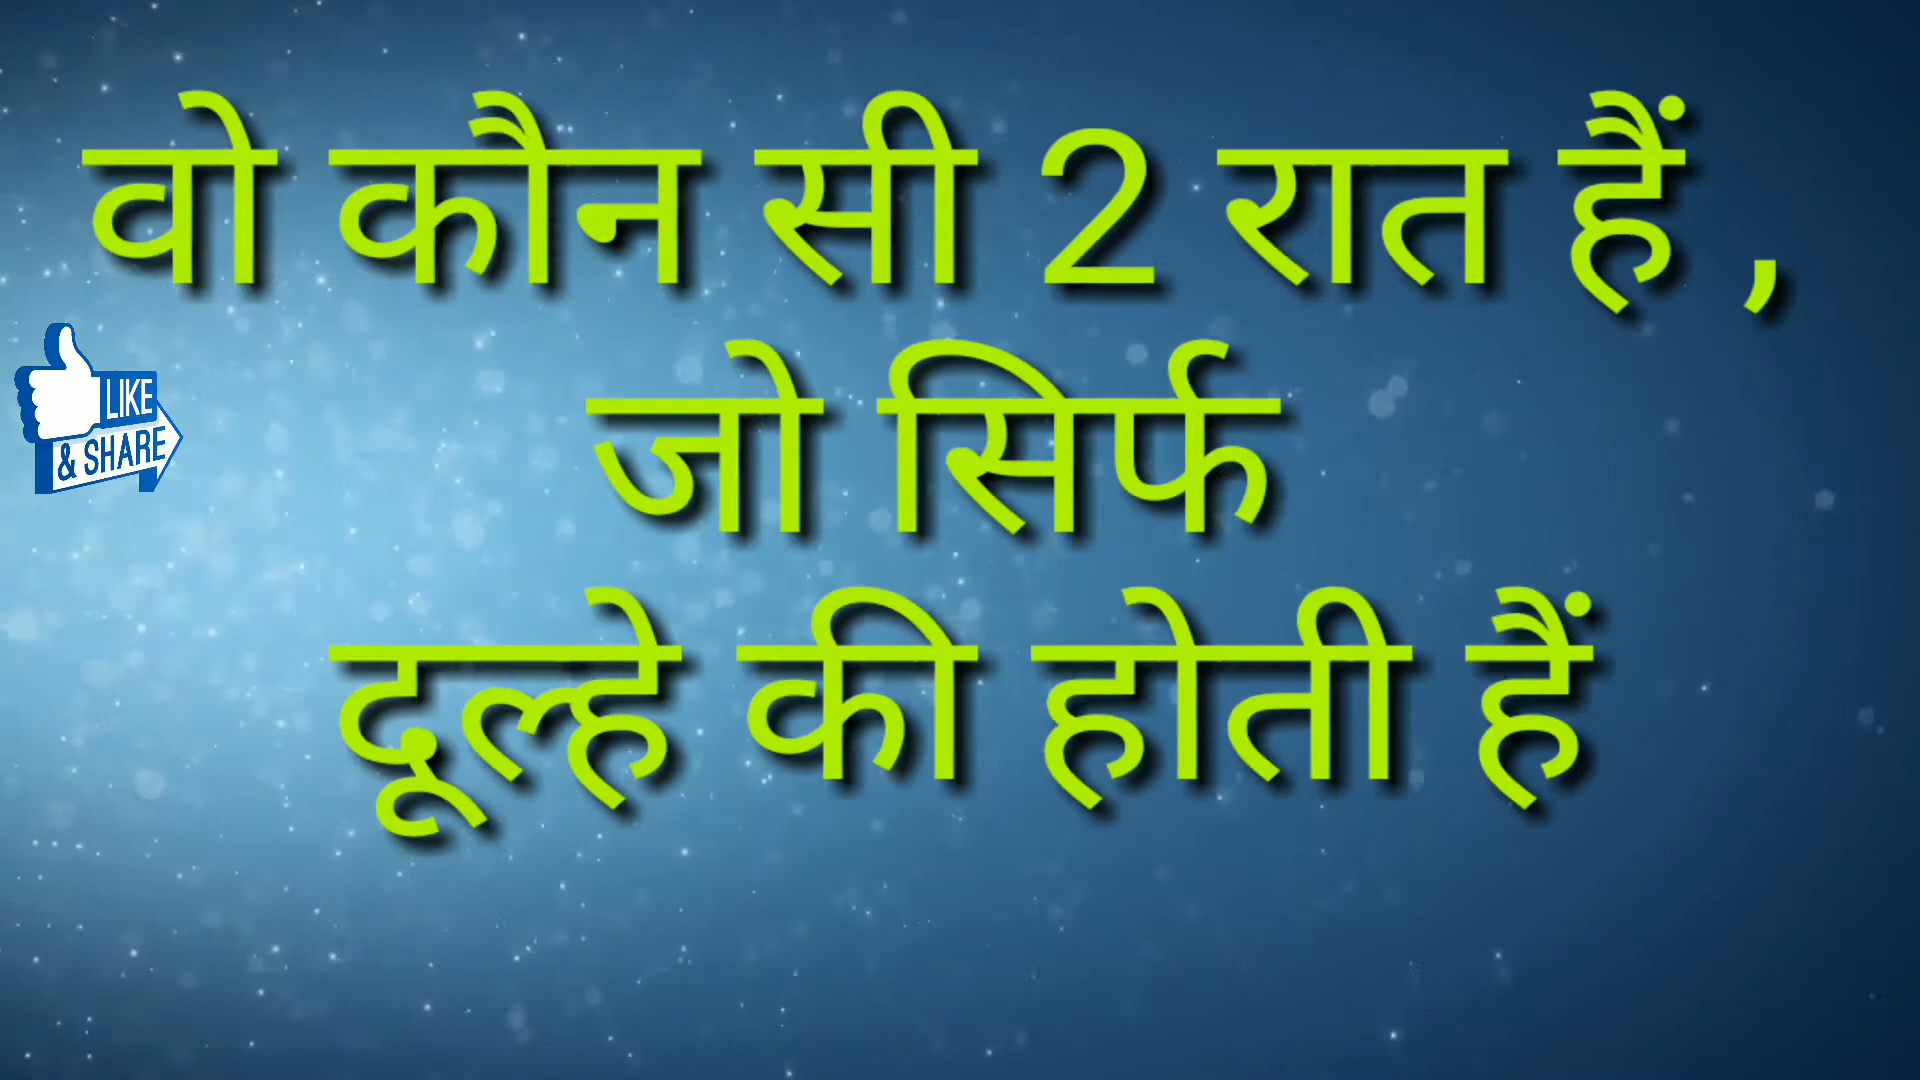 वो कौन सी 2 रात हैं ,
जो सिर्फ
दूल्हे की होती हैं
LIKE
& SHARE